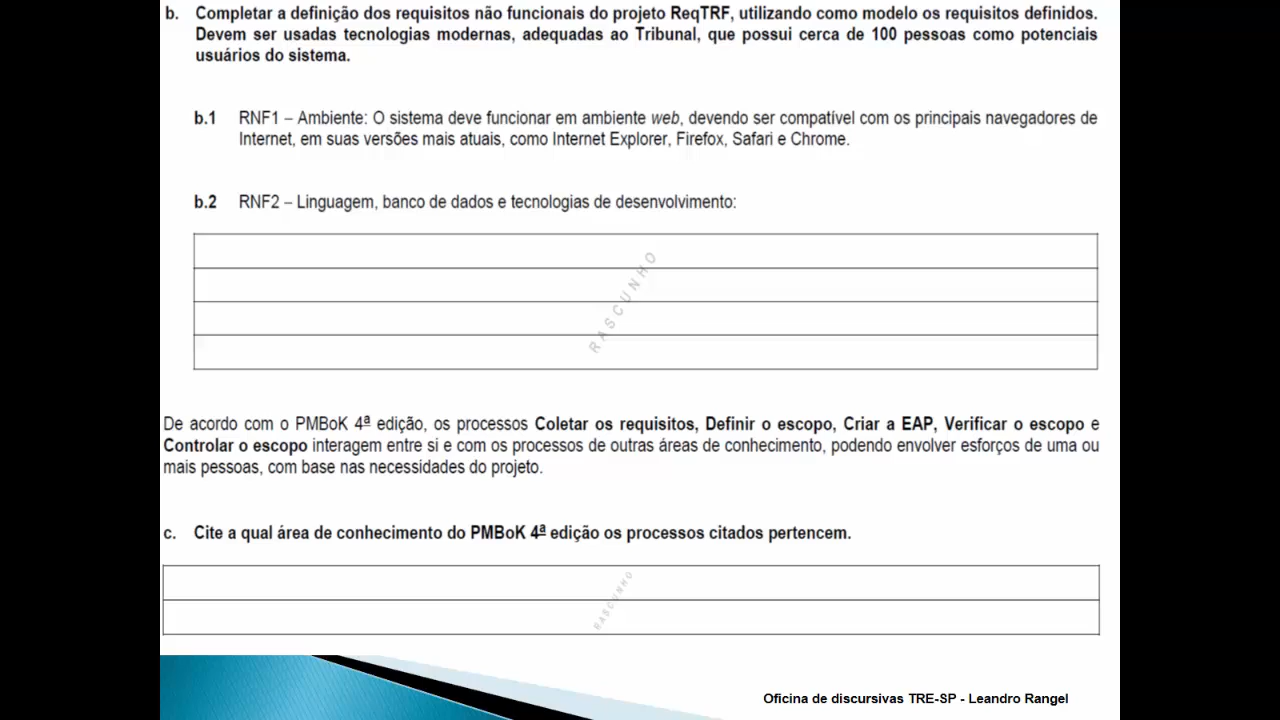 b. Completar a definição dos requisitos não funcionais do projeto ReqTRF, utilizando como modelo os requisitos definidos.
Devem ser usadas tecnologias modernas, adequadas ao Tribunal, que possui cerca de 100 pessoas como potenciais
usuários do sistema.
b.1 RNF1 – Ambiente: O sistema deve funcionar em ambiente web, devendo ser compatível com os principais navegadores de
Internet, em suas versões mais atuais, como Internet Explorer, Firefox, Safari e Chrome.
b.2 RNF2 – Linguagem, banco de dados e tecnologias de desenvolvimento:
RASCUNHO
De acordo com o PMBoK 4ª edição, os processos Coletar os requisitos, Definir o escopo, Criar a EAP, Verificar o escopo e
Controlar o escopo interagem entre si e com os processos de outras áreas de conhecimento, podendo envolver esforços de uma ou
mais pessoas, com base nas necessidades do projeto.
c. Cite a qual área de conhecimento do PMBoK 4ª edição os processos citados pertencem.
RASCUNHO
Oficina de discursivas TRE-SP - Leandro Rangel